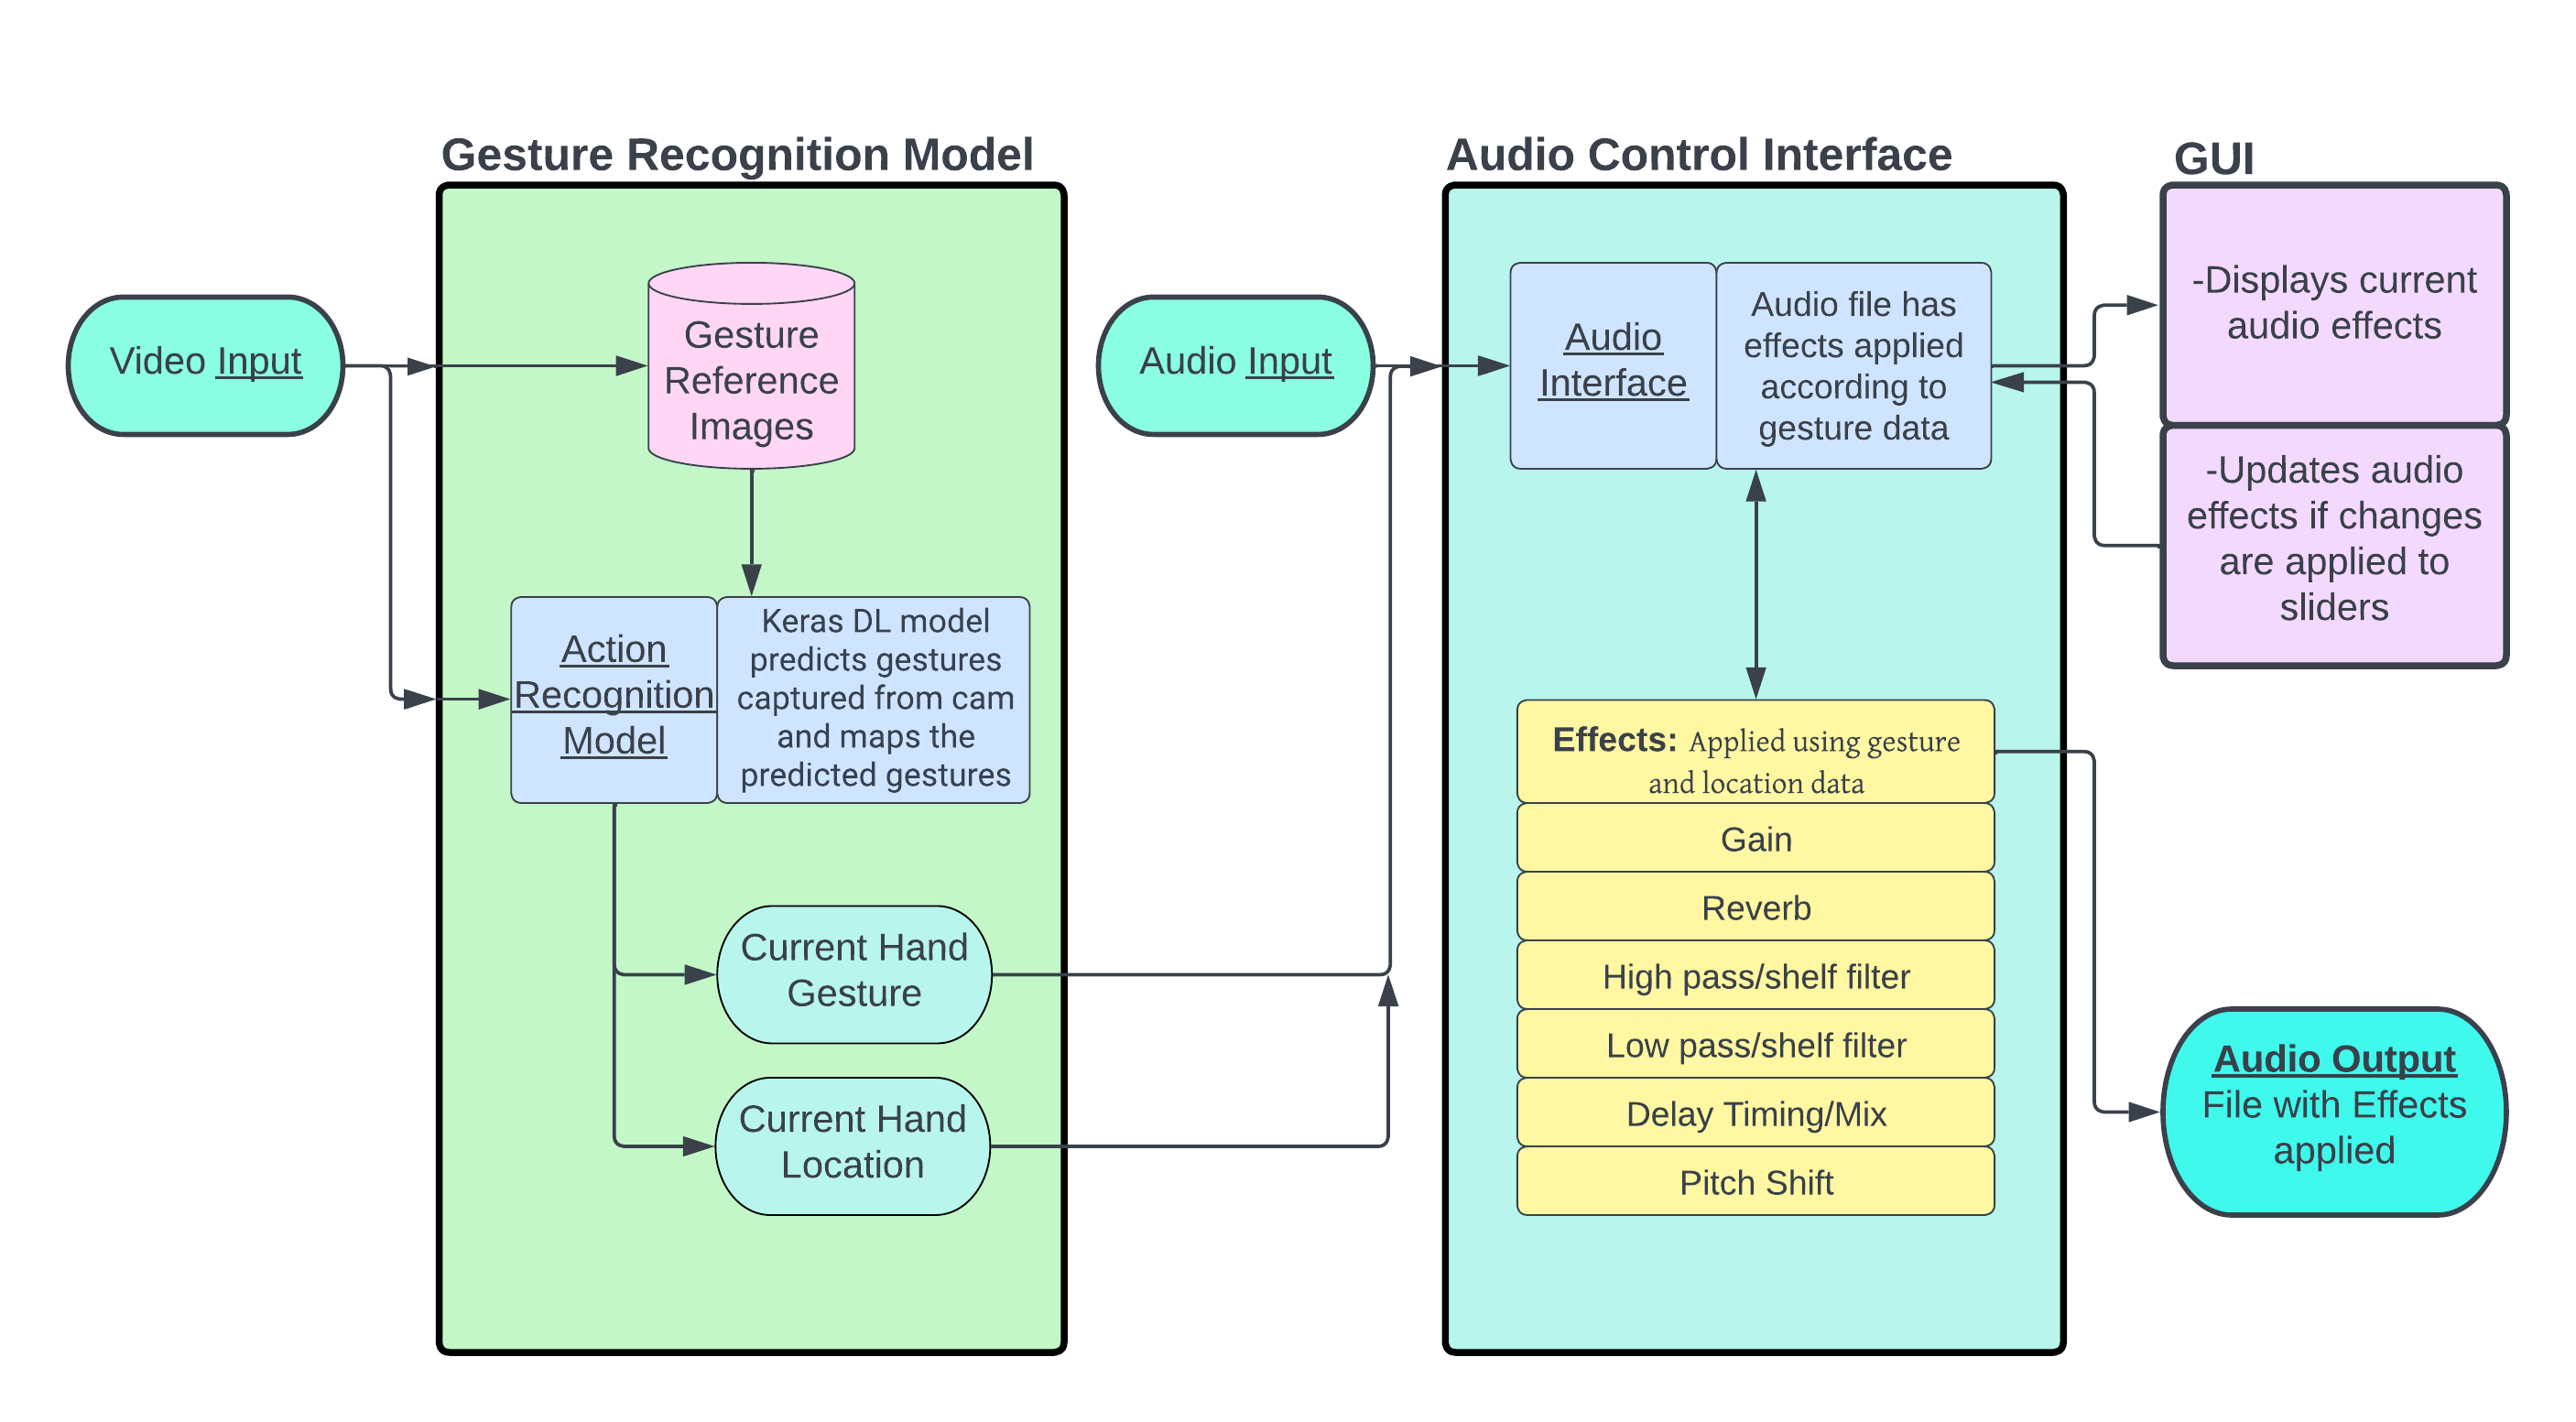 Gesture Recognition Model
Audio Control Interface
GUI
Video Input
Gesture
Reference
Images
Action
Recognition
Model
Keras DL model
predicts gestures
captured from cam
and maps the
predicted gestures
Current Hand
Gesture
Current Hand
Location
Audio Input
Audio
Interface
Audio file has
effects applied
according to
gesture data
Effects: Applied using gesture
and location data
Gain
Reverb
High pass/shelf filter
Low pass/shelf filter
Delay Timing/Mix
Pitch Shift
-Displays current
audio effects
-Updates audio
effects if changes
are applied to
sliders
Audio Output
File with Effects
applied